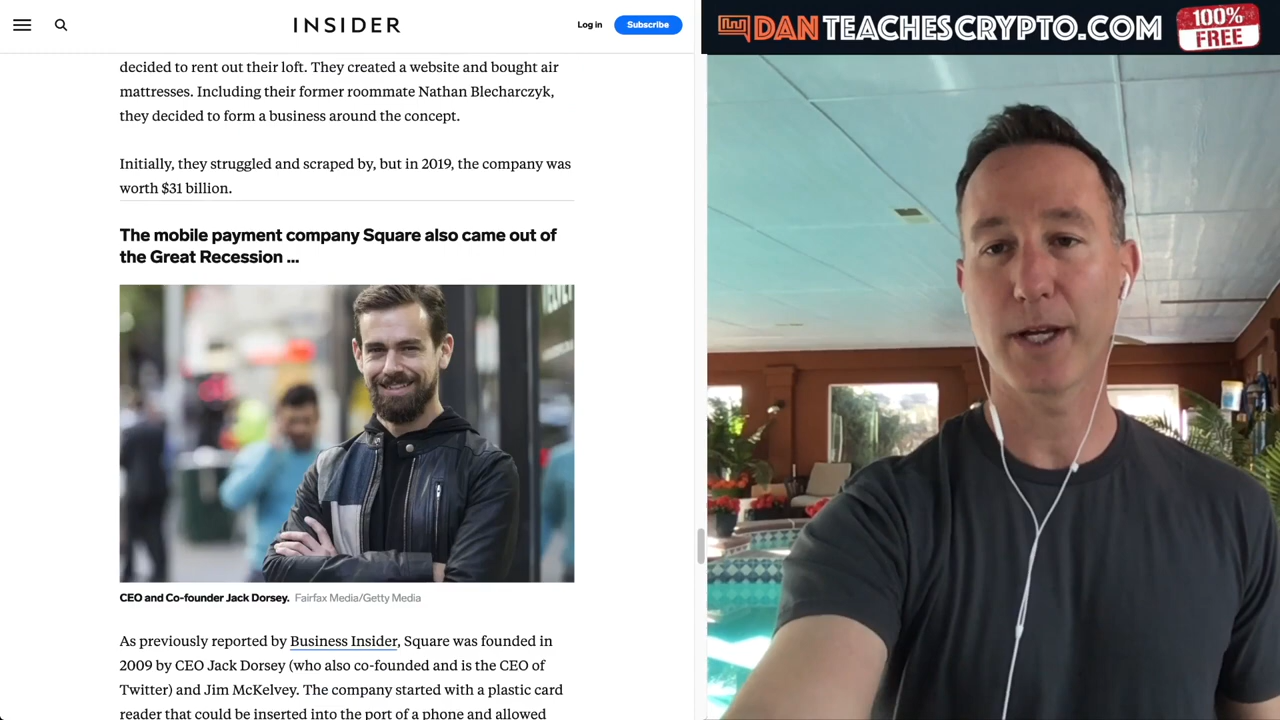 INSIDER
Log in
Subscribe
decided to rent out their loft. They created a website and bought air
mattresses. Including their former roommate Nathan Blecharczyk,
they decided to form a business around the concept.
Initially, they struggled and scraped by, but in 2019, the company was
worth $31 billion.
The mobile payment company Square also came out of
the Great Recession ...
CEO and Co-founder Jack Dorsey. Fairfax Media/Getty Media
As previously reported by Business Insider, Square was founded in
2009 by CEO Jack Dorsey (who also co-founded and is the CEO of
Twitter) and Jim McKelvey. The company started with a plastic card
reader that could be inserted into the port of a phone and allowed
DANTEACHESCRYPTO.COM
100%
FREE